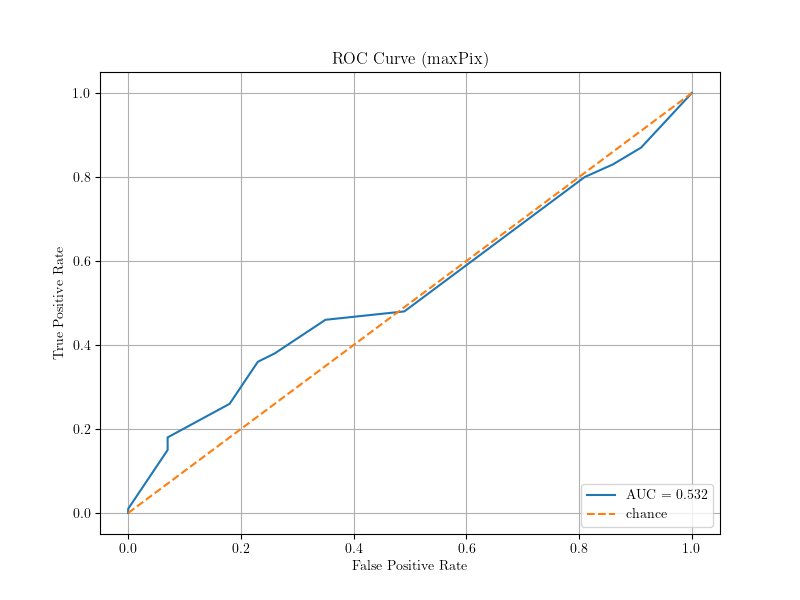 ROC Curve (maxPix)
True Positive Rate
1.0
0.8
0.6
0.4
0.2
0.0
0.0 0.2 0.4 0.6 0.8 1.0
False Positive Rate
AUC = 0.532
chance